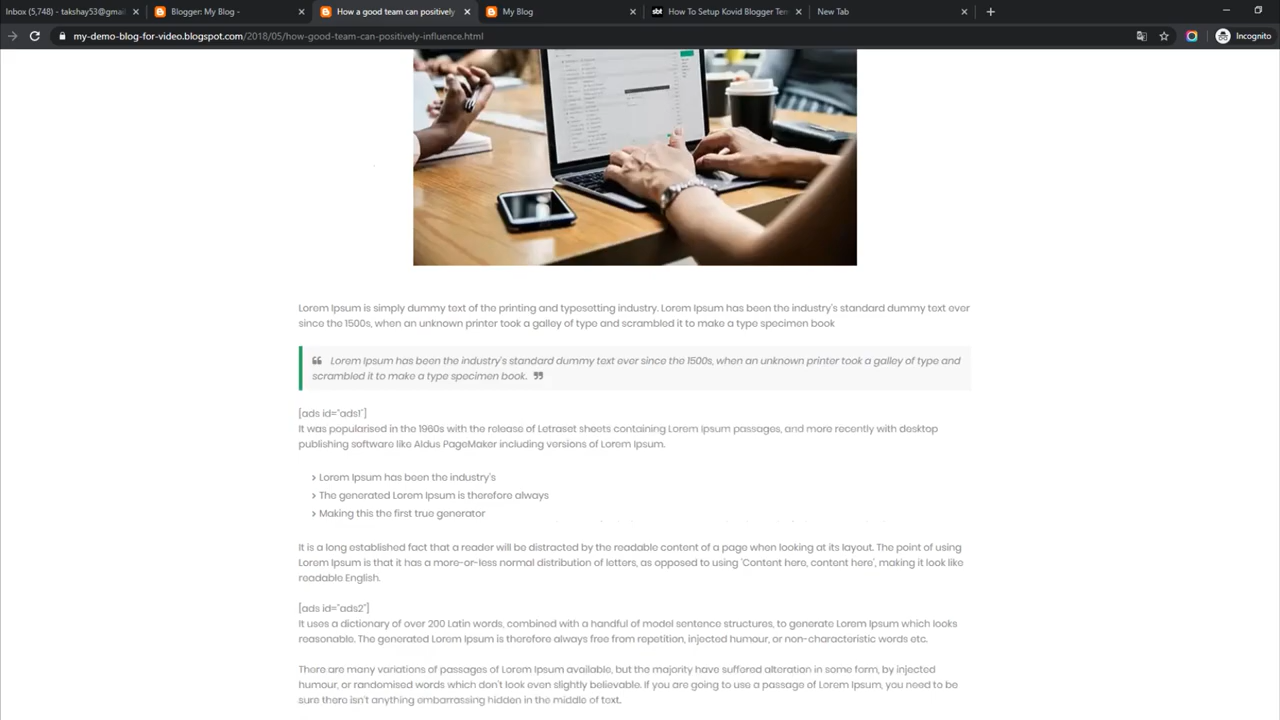 Inbox (5,748) - takshay53@gmail
Blogger: My Blog -
How a good team can positively
My Blog
sbt
How To Setup Kovid Blogger Tem
New Tab
my-demo-blog-for-video.blogspot.com/2018/05/how-good-team-can-positively-influence.html
Incognito
Lorem Ipsum is simply dummy text of the printing and typesetting industry. Lorem Ipsum has been the industry's standard dummy text ever
since the 1500s, when an unknown printer took a galley of type and scrambled it to make a type specimen book
❝ Lorem Ipsum has been the industry's standard dummy text ever since the 1500s, when an unknown printer took a galley of type and
scrambled it to make a type specimen book. ❞
[ads id="ads1"]
It was popularised in the 1960s with the release of Letraset sheets containing Lorem Ipsum passages, and more recently with desktop
publishing software like Aldus PageMaker including versions of Lorem Ipsum.
› Lorem Ipsum has been the industry's
› The generated Lorem Ipsum is therefore always
› Making this the first true generator
It is a long established fact that a reader will be distracted by the readable content of a page when looking at its layout. The point of using
Lorem Ipsum is that it has a more-or-less normal distribution of letters, as opposed to using 'Content here, content here', making it look like
readable English.
[ads id="ads2"]
It uses a dictionary of over 200 Latin words, combined with a handful of model sentence structures, to generate Lorem Ipsum which looks
reasonable. The generated Lorem Ipsum is therefore always free from repetition, injected humour, or non-characteristic words etc.
There are many variations of passages of Lorem Ipsum available, but the majority have suffered alteration in some form, by injected
humour, or randomised words which don't look even slightly believable. If you are going to use a passage of Lorem Ipsum, you need to be
sure there isn't anything embarrassing hidden in the middle of text.